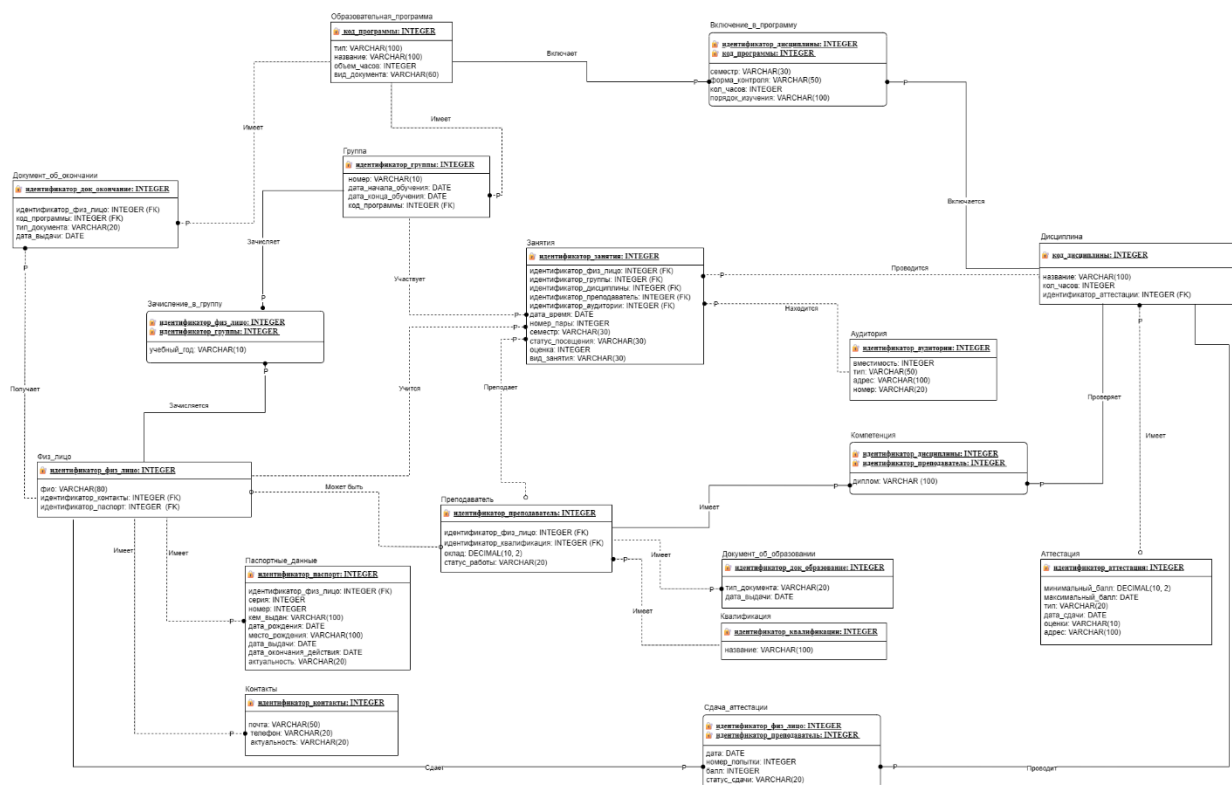 Образовательная_программа
код_программы: INTEGER
тип: VARCHAR(100)
название: VARCHAR(100)
объем_часов: INTEGER
вид_документа: VARCHAR(60)
Включает
P
Включение_в_программу
идентификатор_дисциплины: INTEGER
код_программы: INTEGER
семестр: VARCHAR(30)
форма_контроля: VARCHAR(50)
кол_часов: INTEGER
порядок_изучения: VARCHAR(100)
P
Имеет
Имеет
P
Группа
идентификатор_группы: INTEGER
номер: VARCHAR(10)
дата_начала_обучения: DATE
дата_конца_обучения: DATE
код_программы: INTEGER (FK)
Документ_об_окончании
идентификатор_док_окончание: INTEGER
идентификатор_физ_лицо: INTEGER (FK)
код_программы: INTEGER (FK)
тип_документа: VARCHAR(20)
дата_выдачи: DATE
P
P
Включается
Зачисляет
P
Участвует
P
Занятия
идентификатор_занятия: INTEGER
идентификатор_физ_лицо: INTEGER (FK)
идентификатор_группы: INTEGER (FK)
идентификатор_дисциплины: INTEGER (FK)
идентификатор_преподаватель: INTEGER (FK)
идентификатор_аудитории: INTEGER (FK)
дата_время: DATE
номер_пары: INTEGER
семестр: VARCHAR(30)
статус_посещения: VARCHAR(30)
оценка: INTEGER
вид_занятия: VARCHAR(30)
P
Проводится
P
Находится
Дисциплина
код_дисциплины: INTEGER
название: VARCHAR(100)
кол_часов: INTEGER
идентификатор_аттестации: INTEGER (FK)
P
Зачисление_в_группу
идентификатор_физ_лицо: INTEGER
идентификатор_группы: INTEGER
учебный_год: VARCHAR(10)
P
P
P
Аудитория
идентификатор_аудитории: INTEGER
вместимость: INTEGER
тип: VARCHAR(50)
адрес: VARCHAR(100)
номер: VARCHAR(20)
Получает
Зачисляется
Учится
Преподает
Проверяет
Имеет
Компетенция
идентификатор_дисциплины: INTEGER
идентификатор_преподаватель: INTEGER
диплом: VARCHAR (100)
P
P
Физ_лицо
идентификатор_физ_лицо: INTEGER
фио: VARCHAR(80)
идентификатор_контакты: INTEGER (FK)
идентификатор_паспорт: INTEGER (FK)
Может быть
Преподаватель
идентификатор_преподаватель: INTEGER
идентификатор_физ_лицо: INTEGER (FK)
идентификатор_квалификация: INTEGER (FK)
оклад: DECIMAL(10, 2)
статус_работы: VARCHAR(20)
P
Имеет
Имеет
Имеет
Имеет
Имеет
Документ_об_образовании
идентификатор_док_образование: INTEGER
тип_документа: VARCHAR(20)
дата_выдачи: DATE
P
Квалификация
идентификатор_квалификации: INTEGER
название: VARCHAR(100)
Аттестация
идентификатор_аттестации: INTEGER
минимальный_балл: DECIMAL(10, 2)
максимальный_балл: DATE
тип: VARCHAR(20)
дата_сдачи: DATE
оценки: VARCHAR(10)
адрес: VARCHAR(100)
Паспортные_данные
идентификатор_паспорт: INTEGER
идентификатор_физ_лицо: INTEGER (FK)
серия: INTEGER
номер: INTEGER
кем_выдан: VARCHAR(100)
дата_рождения: DATE
место_рождения: VARCHAR(100)
дата_выдачи: DATE
дата_окончания_действия: DATE
актуальность: VARCHAR(20)
P
Контакты
идентификатор_контакты: INTEGER
почта: VARCHAR(50)
телефон: VARCHAR(20)
актуальность: VARCHAR(20)
P
Сдача_аттестации
идентификатор_физ_лицо: INTEGER
идентификатор_преподаватель: INTEGER
дата: DATE
номер_попытки: INTEGER
балл: INTEGER
статус_сдачи: VARCHAR(20)
Сдает
P
P
Проводит